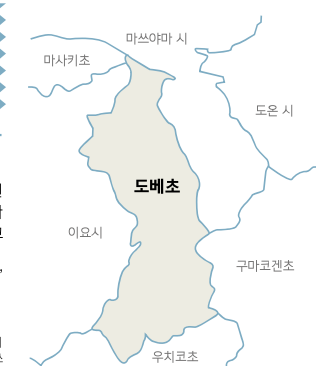 마쓰야마 시
마사키초
도온 시
도베초
이요시
구마코겐초
우치코초